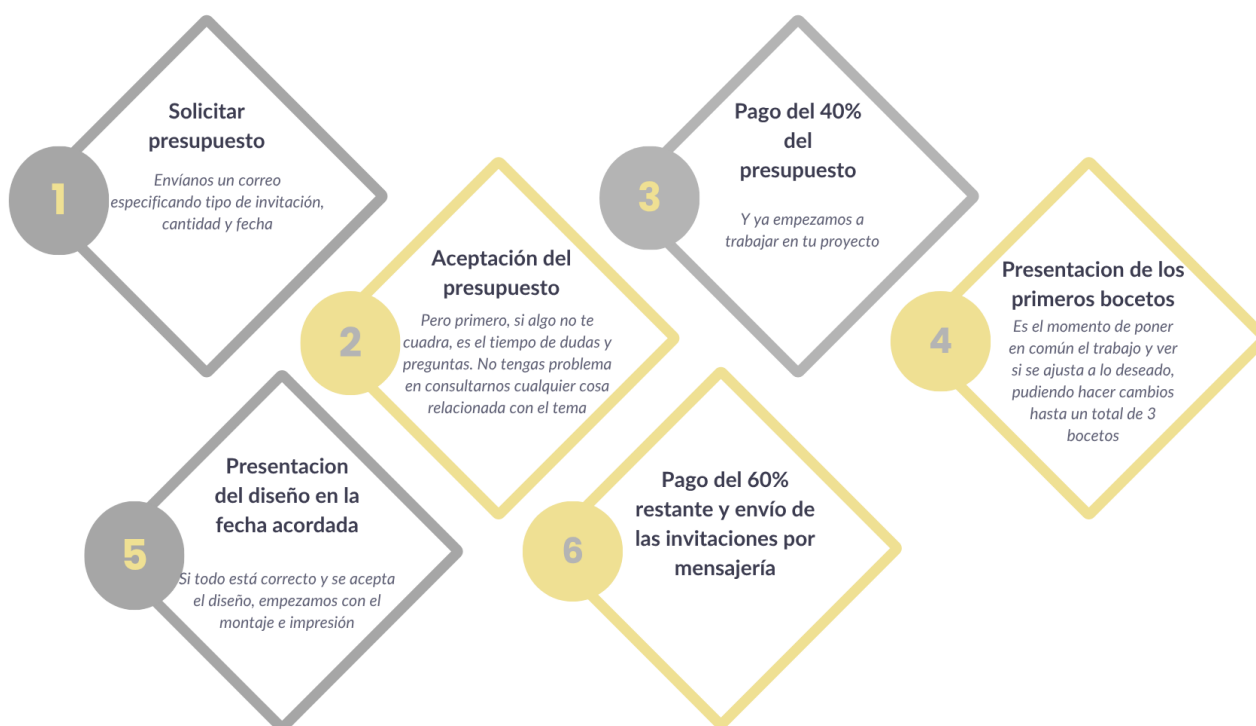 1
Solicitar
presupuesto
Envíanos un correo
especificando tipo de invitación,
cantidad y fecha
2
Aceptación del
presupuesto
Pero primero, si algo no te
cuadra, es el tiempo de dudas y
preguntas. No tengas problema
en consultarnos cualquier cosa
relacionada con el tema
3
Pago del 40%
del
presupuesto
Y ya empezamos a
trabajar en tu proyecto
4
Presentacion de los
primeros bocetos
Es el momento de poner
en común el trabajo y ver
si se ajusta a lo deseado,
pudiendo hacer cambios
hasta un total de 3
bocetos
5
Presentacion
del diseño en la
fecha acordada
Si todo está correcto y se acepta
el diseño, empezamos con el
montaje e impresión
6
Pago del 60%
restante y envío de
las invitaciones por
mensajería